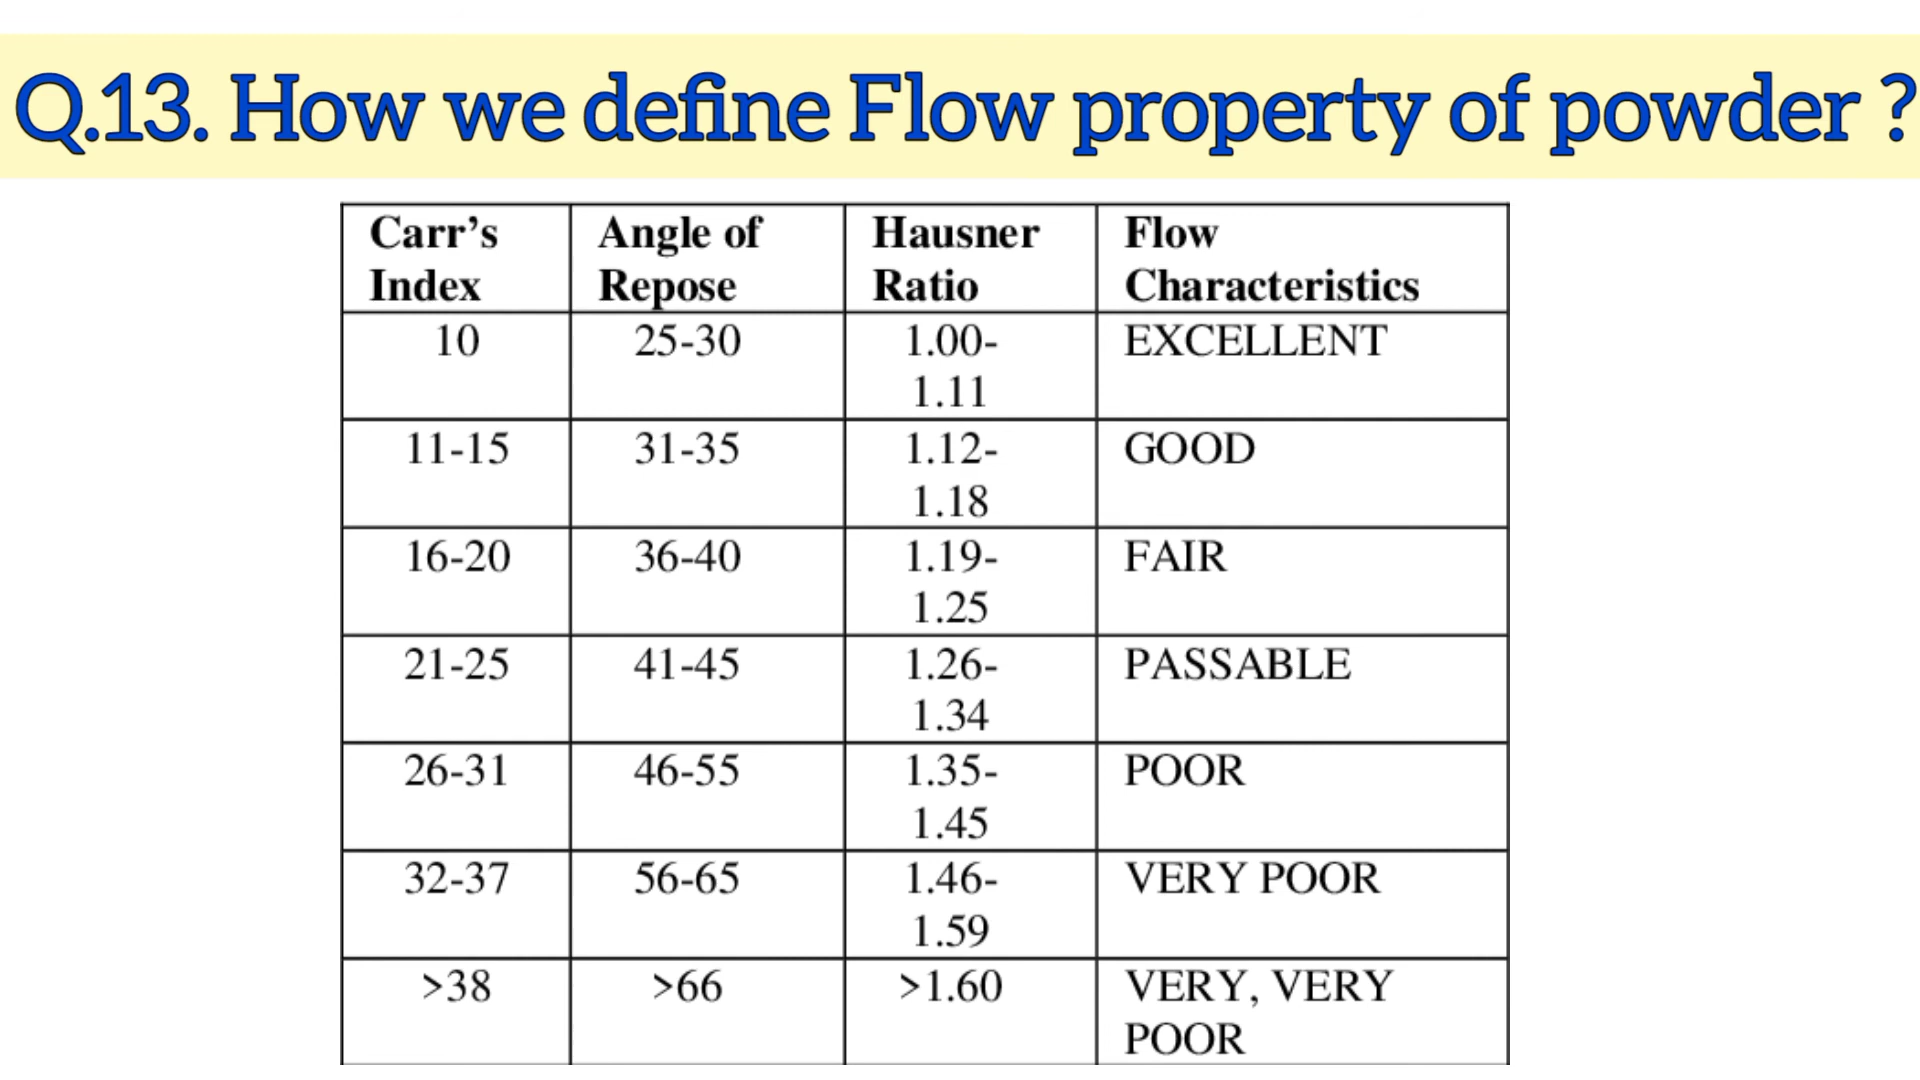 Q.13. How we define Flow property of powder ?
Carr’s Index | Angle of Repose | Hausner Ratio | Flow Characteristics
10 | 25-30 | 1.00-1.11 | EXCELLENT
11-15 | 31-35 | 1.12-1.18 | GOOD
16-20 | 36-40 | 1.19-1.25 | FAIR
21-25 | 41-45 | 1.26-1.34 | PASSABLE
26-31 | 46-55 | 1.35-1.45 | POOR
32-37 | 56-65 | 1.46-1.59 | VERY POOR
>38 | >66 | >1.60 | VERY, VERY POOR